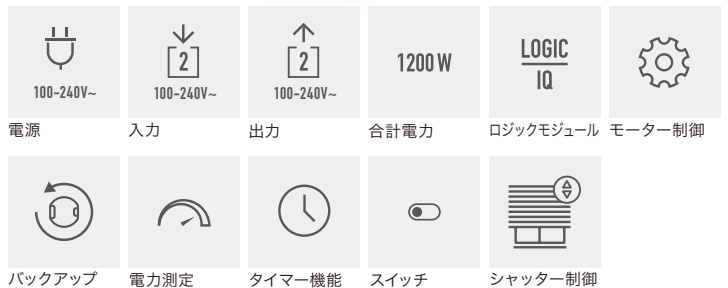 100-240V~
2
100-240V~
2
100-240V~
1200 W
LOGIC
IQ
電源
入力
出力
合計電力
ロジックモジュール
モーター制御
バックアップ
電力測定
タイマー機能
スイッチ
シャッター制御